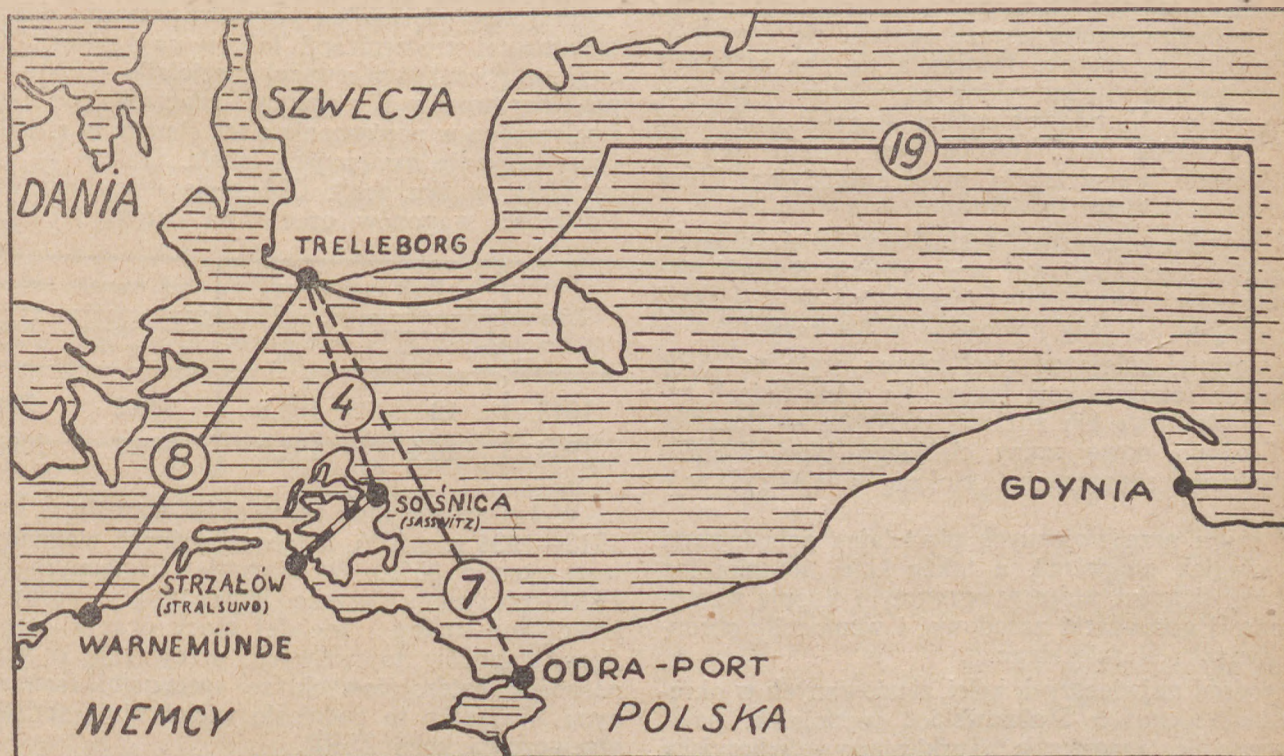 SZWECJA
19
DANIA
TRELLEBORG
4
8
SOŚNICA
(SASSNITZ)
GDYNIA
STRZAŁÓW
(STRALSUND)
7
WARNEMÜNDE
ODRA-PORT
NIEMCY
POLSKA